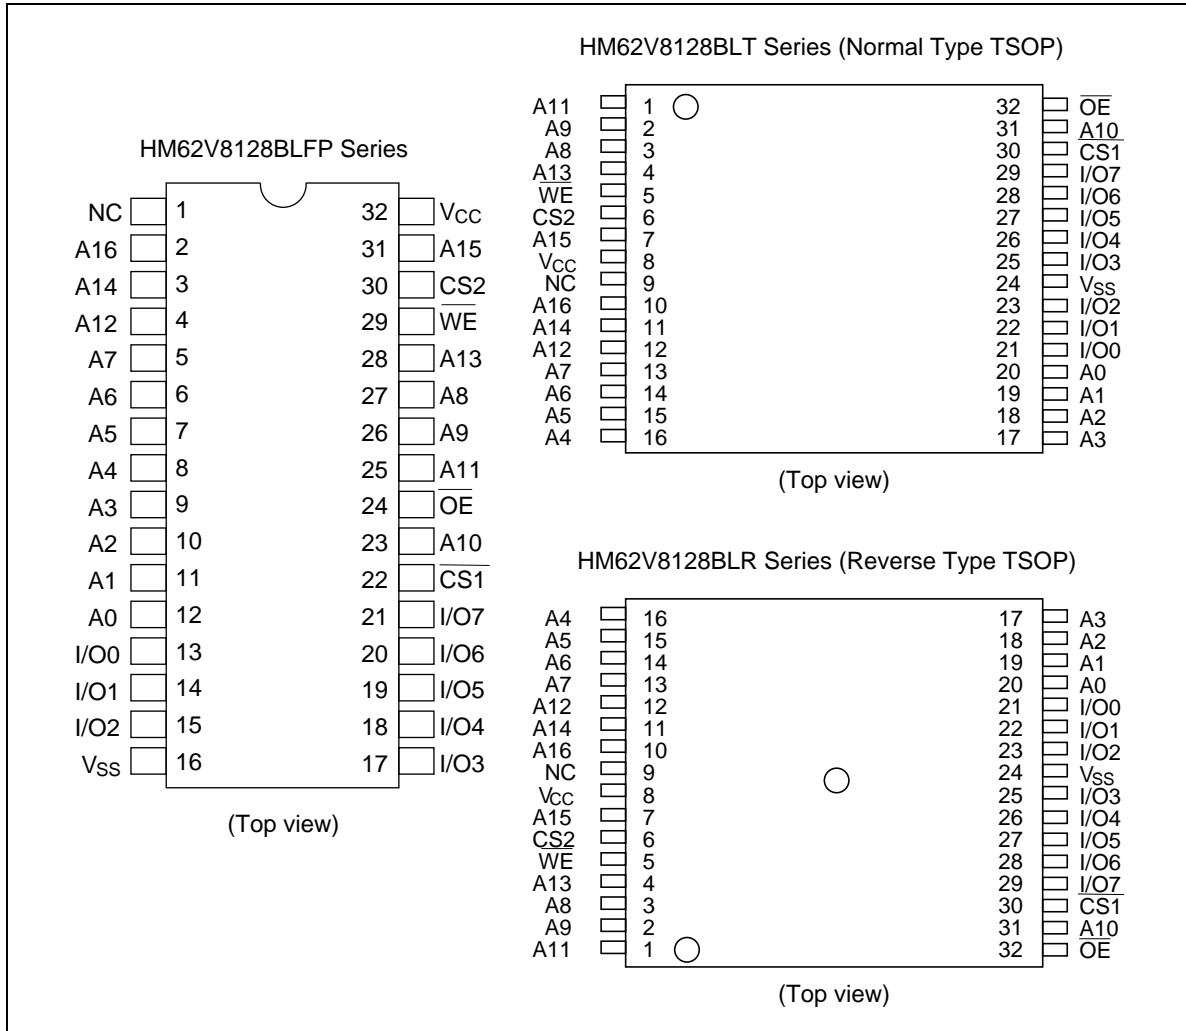 HM62V8128BLFP Series
NC 1 32 VCC
A16 2 31 A15
A14 3 30 CS2
A12 4 29 WE
A7 5 28 A13
A6 6 27 A8
A5 7 26 A9
A4 8 25 A11
A3 9 24 OE
A2 10 23 A10
A1 11 22 CS1
A0 12 21 I/O7
I/O0 13 20 I/O6
I/O1 14 19 I/O5
I/O2 15 18 I/O4
VSS 16 17 I/O3
(Top view)
HM62V8128BLT Series (Normal Type TSOP)
A11 1 32 OE
A9 2 31 A10
A8 3 30 CS1
A13 4 29 I/O7
WE 5 28 I/O6
CS2 6 27 I/O5
A15 7 26 I/O4
VCC 8 25 I/O3
NC 9 24 VSS
A16 10 23 I/O2
A14 11 22 I/O1
A12 12 21 I/O0
A7 13 20 A0
A6 14 19 A1
A5 15 18 A2
A4 16 17 A3
(Top view)
HM62V8128BLR Series (Reverse Type TSOP)
A4 16 17 A3
A5 15 18 A2
A6 14 19 A1
A7 13 20 A0
A12 12 21 I/O0
A14 11 22 I/O1
A16 10 23 I/O2
NC 9 24 VSS
VCC 8 25 I/O3
A15 7 26 I/O4
CS2 6 27 I/O5
WE 5 28 I/O6
A13 4 29 I/O7
A8 3 30 CS1
A9 2 31 A10
A11 1 32 OE
(Top view)